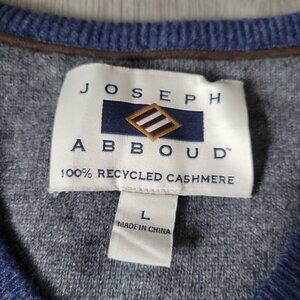 JOSEPH
ABBOUD™
100% RECYCLED CASHMERE
L
MADE IN CHINA